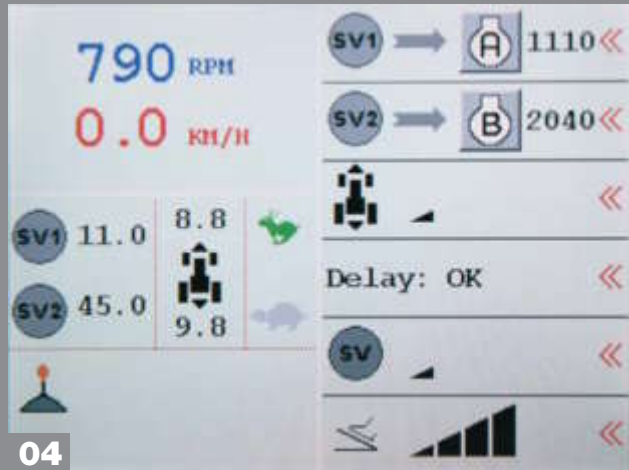 790 RPM
0.0 KM/H
SV1 11.0
8.8
SV2 45.0
9.8
SV1 A 1110
SV2 B 2040
Delay: OK
SV
04